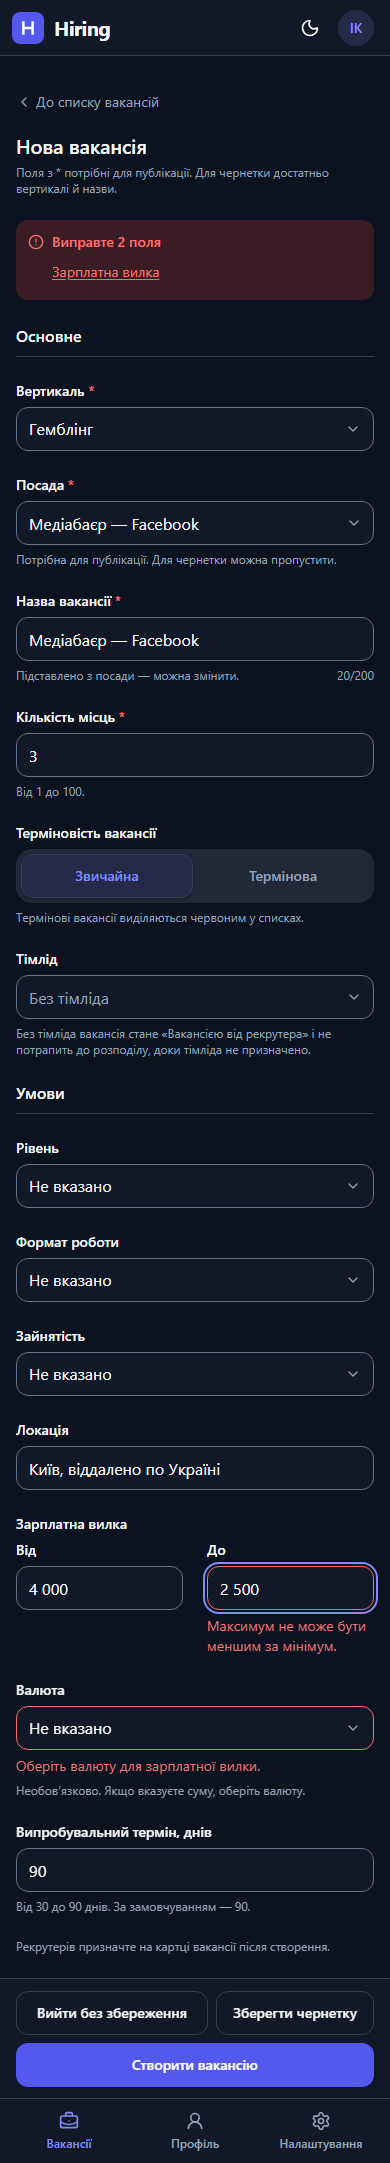 H Hiring
ІК
До списку вакансій
Нова вакансія
Поля з * потрібні для публікації. Для чернетки достатньо
вертикалі й назви.
Виправте 2 поля
Зарплатна вилка
Основне
Вертикаль *
Гемблінг
Посада *
Медіабаєр — Facebook
Потрібна для публікації. Для чернетки можна пропустити.
Назва вакансії *
Медіабаєр — Facebook
Підставлено з посади — можна змінити. 20/200
Кількість місць *
3
Від 1 до 100.
Терміновість вакансії
Звичайна Термінова
Термінові вакансії виділяються червоним у списках.
Тімлід
Без тімліда
Без тімліда вакансія стане «Вакансією від рекрутера» і не
потрапить до розподілу, доки тімліда не призначено.
Умови
Рівень
Не вказано
Формат роботи
Не вказано
Зайнятість
Не вказано
Локація
Київ, віддалено по Україні
Зарплатна вилка
Від До
4 000 2 500
Максимум не може бути
меншим за мінімум.
Валюта
Не вказано
Оберіть валюту для зарплатної вилки.
Необов’язково. Якщо вказуєте суму, оберіть валюту.
Випробувальний термін, днів
90
Від 30 до 90 днів. За замовчуванням — 90.
Рекрутерів призначте на картці вакансії після створення.
Вийти без збереження Зберегти чернетку
Створити вакансію
Вакансії Профіль Налаштування